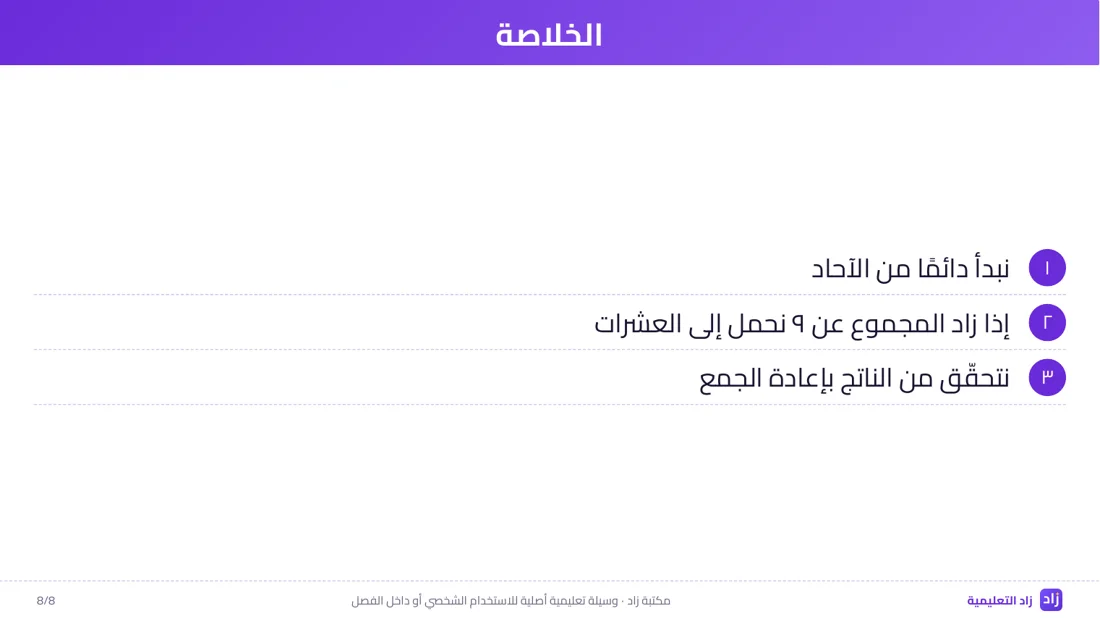 الخلاصة
١ نبدأ دائمًا من الآحاد
٢ إذا زاد المجموع عن ٩ نحمل إلى العشرات
٣ نتحقّق من الناتج بإعادة الجمع
زاد زاد التعليمية
مكتبة زاد · وسيلة تعليمية أصلية للاستخدام الشخصي أو داخل الفصل
8/8